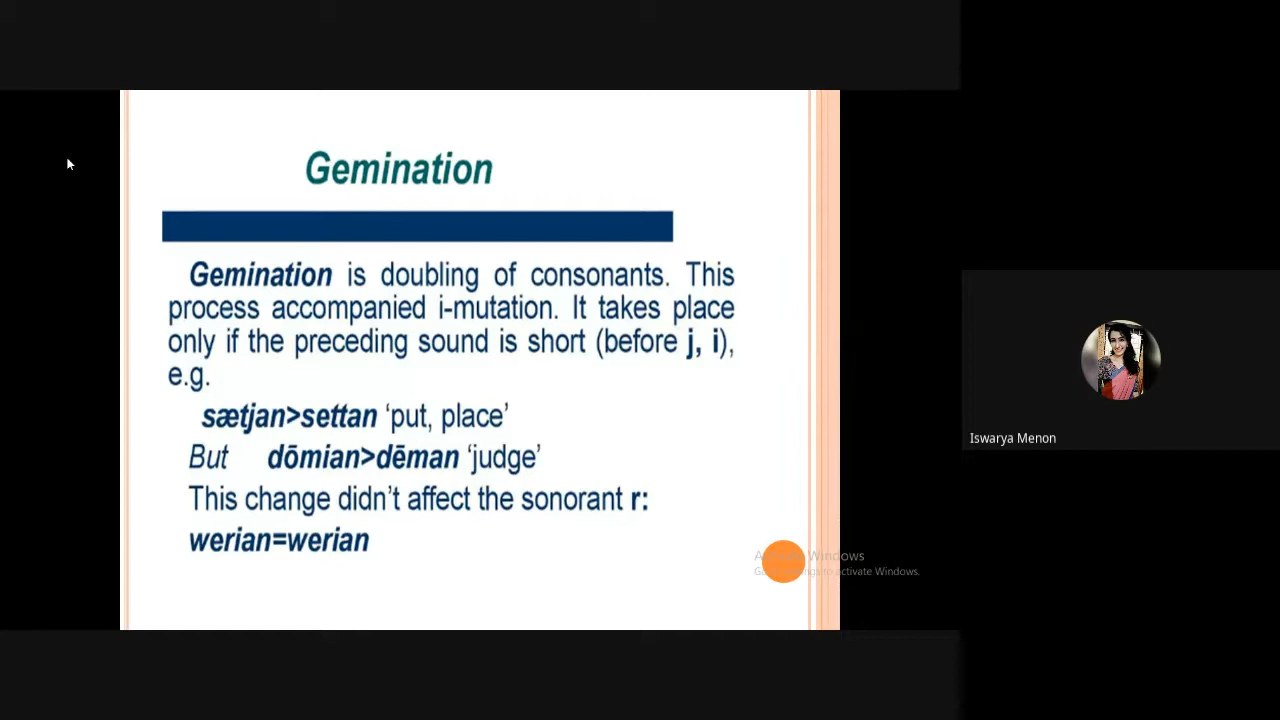 Gemination
Gemination is doubling of consonants. This
process accompanied i-mutation. It takes place
only if the preceding sound is short (before j, i),
e.g.
sætjan>settan ‘put, place’
But dōmian>dēman ‘judge’
This change didn’t affect the sonorant r:
werian=werian
Activate Windows
Go to Settings to activate Windows.
Iswarya Menon